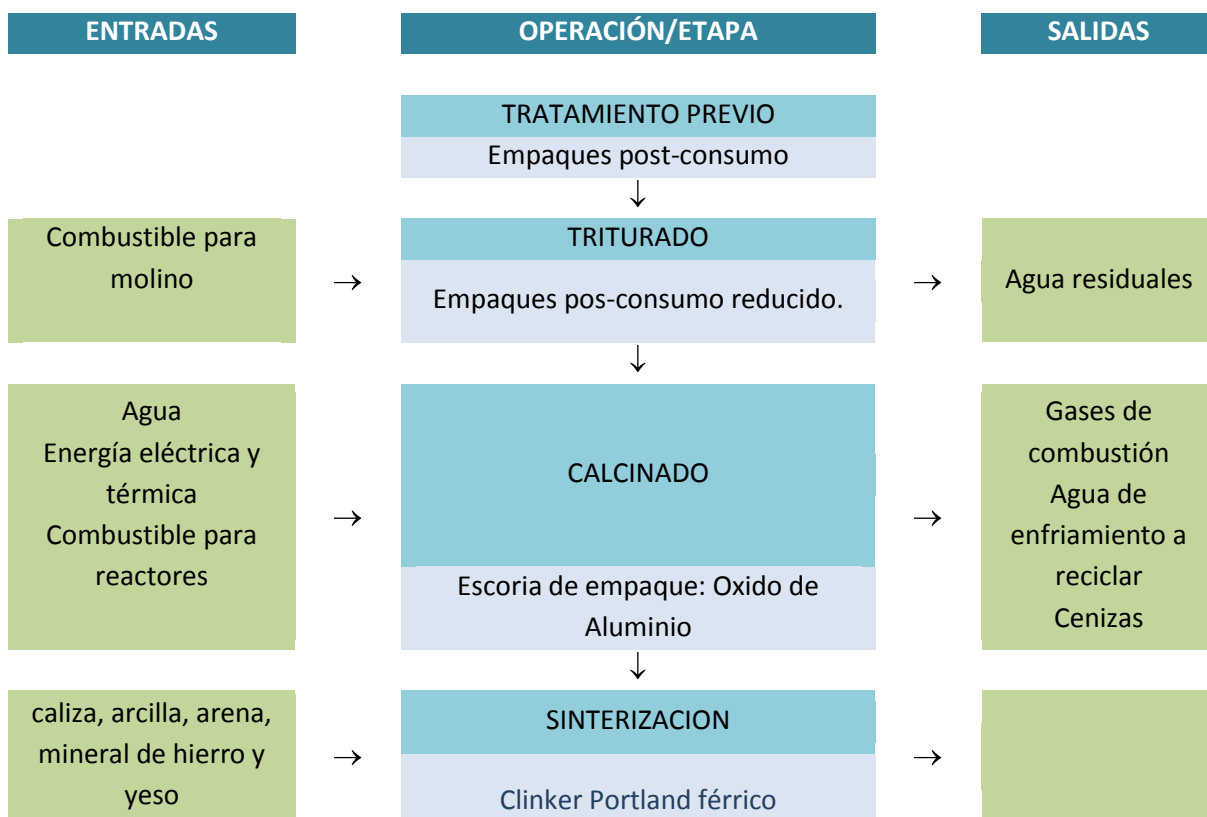 ENTRADAS
OPERACIÓN/ETAPA
SALIDAS
TRATAMIENTO PREVIO
Empaques post-consumo
↓
Combustible para
molino
→
TRITURADO
Empaques pos-consumo reducido.
→
Agua residuales
↓
Agua
Energía eléctrica y
térmica
Combustible para
reactores
→
CALCINADO
Escoria de empaque: Oxido de
Aluminio
→
Gases de
combustión
Agua de
enfriamiento a
reciclar
Cenizas
↓
caliza, arcilla, arena,
mineral de hierro y
yeso
→
SINTERIZACION
Clinker Portland férrico
→